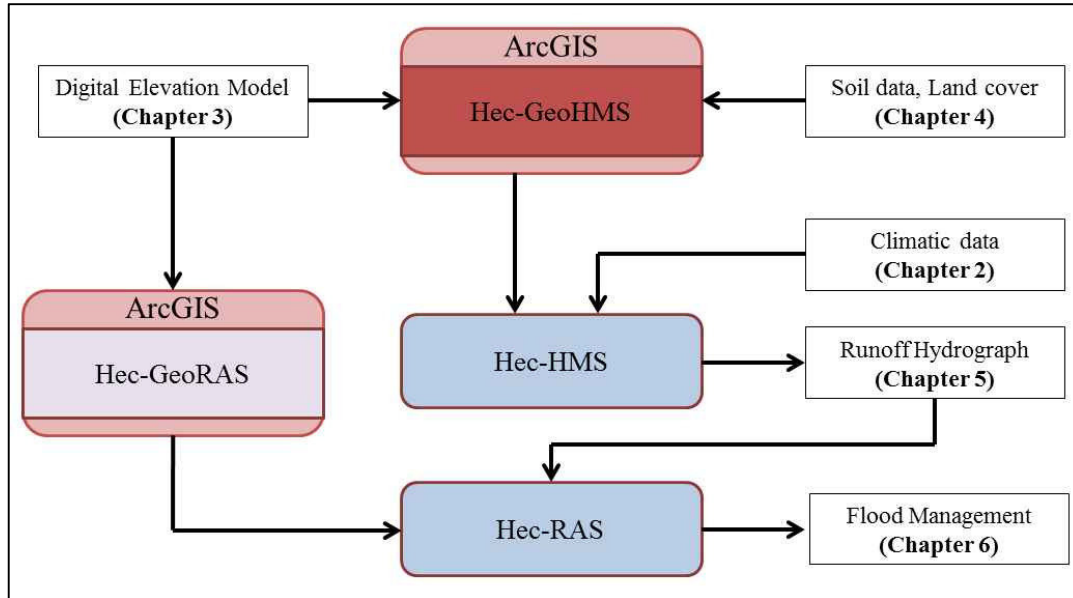 ArcGIS
Hec-GeoHMS
Digital Elevation Model
(Chapter 3)
Soil data, Land cover
(Chapter 4)
Climatic data
(Chapter 2)
ArcGIS
Hec-GeoRAS
Hec-HMS
Runoff Hydrograph
(Chapter 5)
Hec-RAS
Flood Management
(Chapter 6)